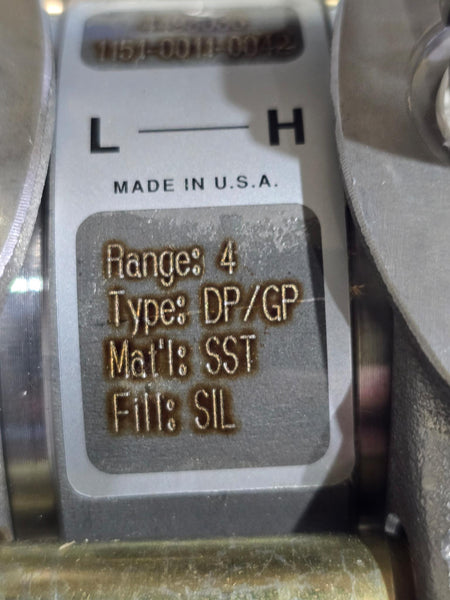 1151-0011-0042
L H
MADE IN U.S.A.
Range: 4
Type: DP/GP
Mat'l: SST
Fill: SIL